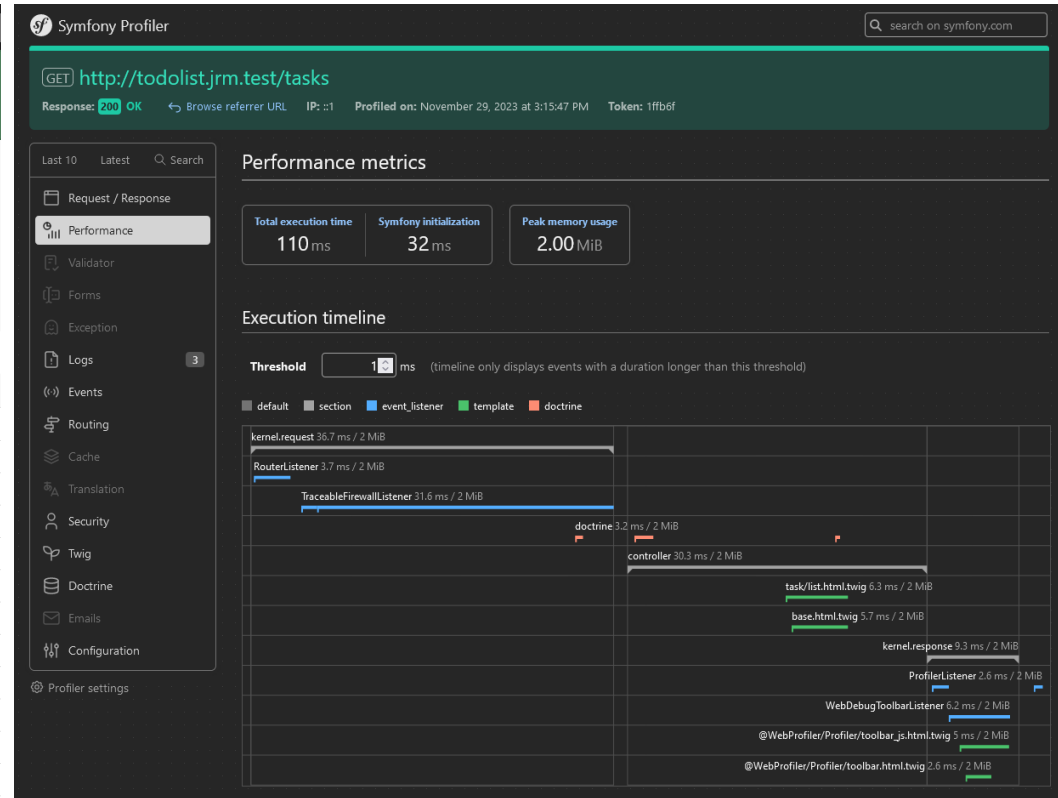 sf Symfony Profiler
search on symfony.com
GET http://todolist.jrm.test/tasks
Response: 200 OK Browse referrer URL IP: ::1 Profiled on: November 29, 2023 at 3:15:47 PM Token: 1ffb6f
Last 10 Latest Search
Request / Response
Performance
Validator
Forms
Exception
Logs 3
Events
Routing
Cache
Translation
Security
Twig
Doctrine
Emails
Configuration
Profiler settings
Performance metrics
Total execution time Symfony initialization Peak memory usage
110 ms 32 ms 2.00 MiB
Execution timeline
Threshold 1 ms (timeline only displays events with a duration longer than this threshold)
default section event_listener template doctrine
kernel.request 36.7 ms / 2 MiB
RouterListener 3.7 ms / 2 MiB
TraceableFirewallListener 31.6 ms / 2 MiB
doctrine 3.2 ms / 2 MiB
controller 30.3 ms / 2 MiB
task/list.html.twig 6.3 ms / 2 MiB
base.html.twig 5.7 ms / 2 MiB
kernel.response 9.3 ms / 2 MiB
ProfilerListener 2.6 ms / 2 MiB
WebDebugToolbarListener 6.2 ms / 2 MiB
@WebProfiler/Profiler/toolbar_js.html.twig 5 ms / 2 MiB
@WebProfiler/Profiler/toolbar.html.twig 2.6 ms / 2 MiB